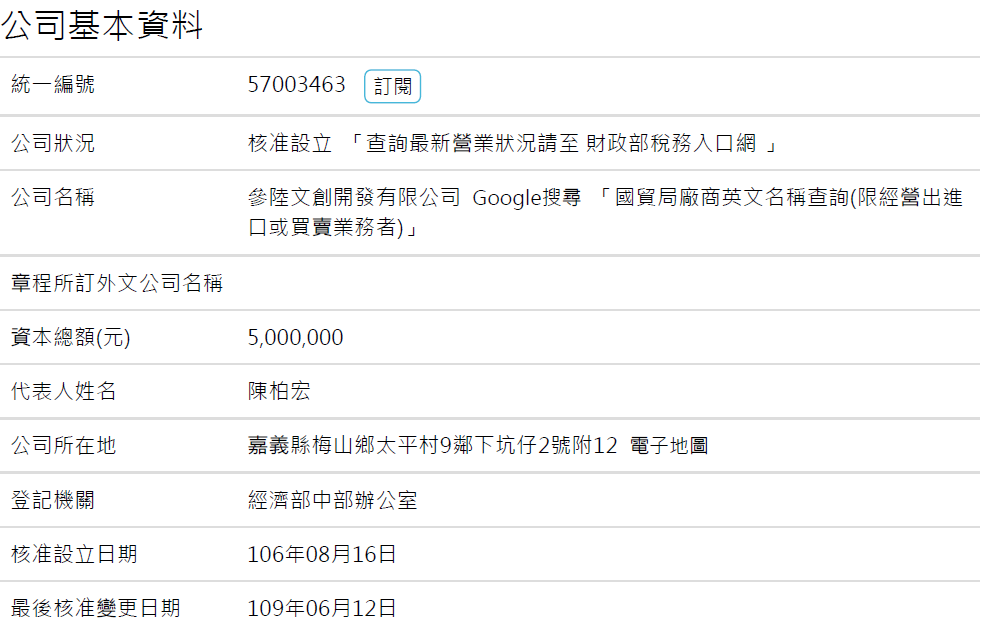 公司基本資料
統一編號 57003463 訂閱
公司狀況 核准設立 「查詢最新營業狀況請至 財政部稅務入口網 」
公司名稱 參陸文創開發有限公司 Google搜尋 「國貿局廠商英文名稱查詢(限經營出進
口或買賣業務者)」
章程所訂外文公司名稱
資本總額(元) 5,000,000
代表人姓名 陳柏宏
公司所在地 嘉義縣梅山鄉太平村9鄰下坑仔2號附12 電子地圖
登記機關 經濟部中部辦公室
核准設立日期 106年08月16日
最後核准變更日期 109年06月12日